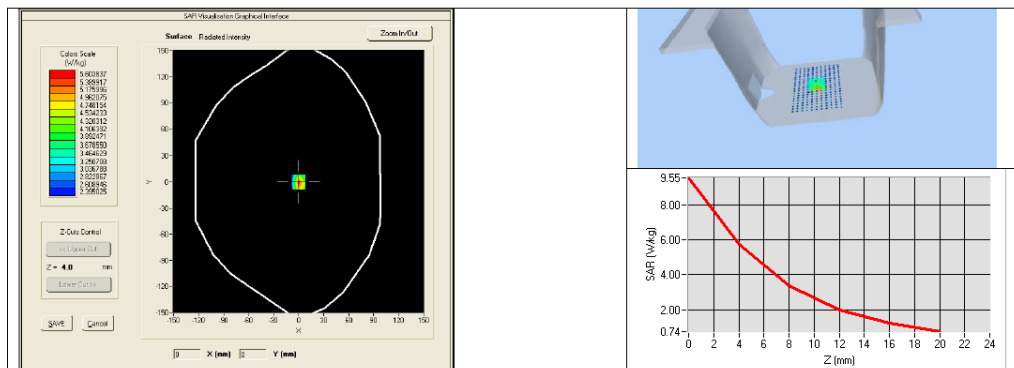 SAR Visualisation Graphical Interface
Surface Radiated Intensity
Zoom In/Out
Colors Scale
(W/kg)
5.603837
5.389917
5.175996
4.962075
4.748154
4.534233
4.320312
4.106392
3.892471
3.678550
3.464629
3.250708
3.036788
2.822867
2.608946
2.395025
150
120
90
60
30
0
-30
-60
-90
-120
-150
Y
-150 -120 -90 -60 -30 0 30 60 90 120 150
X
Z-Cuts Control
<< Upper Cut
Z = 4.0 mm
Lower Cut >>
SAVE Cancel
0 X (mm) 0 Y (mm)
9.55
8.00
6.00
4.00
2.00
0.74
SAR (W/kg)
0 2 4 6 8 10 12 14 16 18 20 22 24
Z (mm)